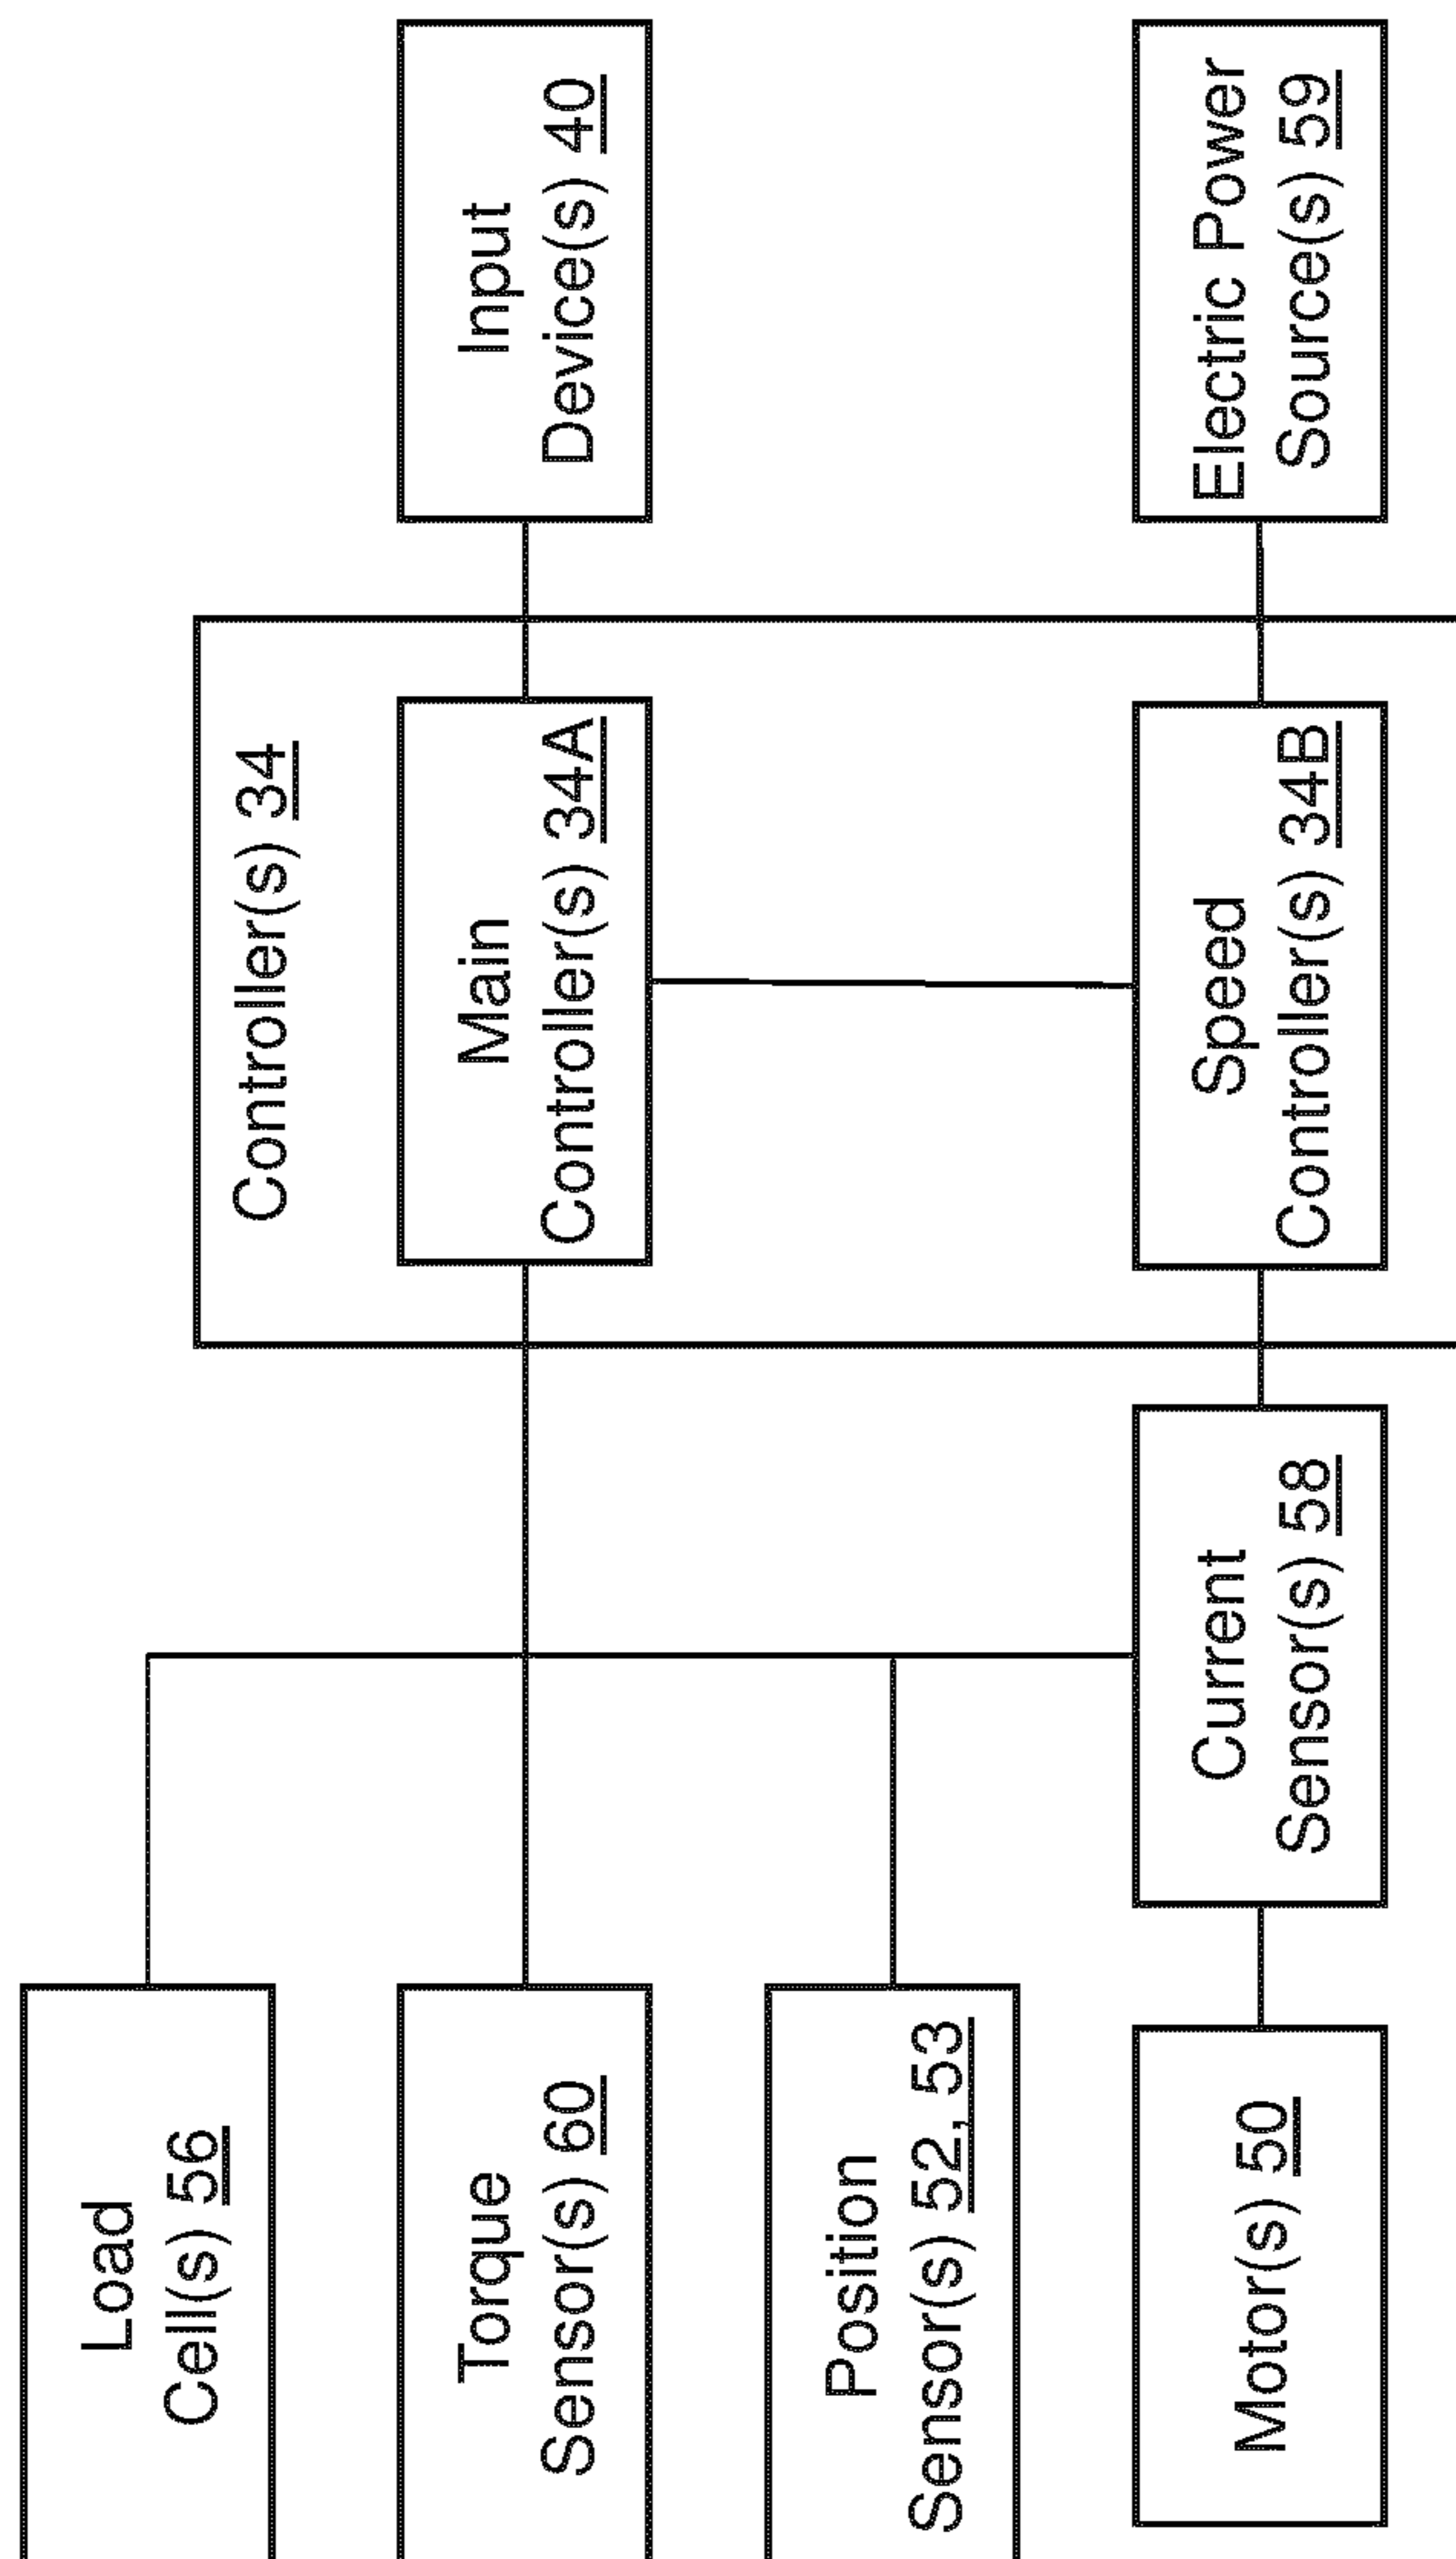 Load
Cell(s) 56
Torque
Sensor(s) 60
Position
Sensor(s) 52, 53
Motor(s) 50
Current
Sensor(s) 58
Controller(s) 34
Main
Controller(s) 34A
Speed
Controller(s) 34B
Input
Device(s) 40
Electric Power
Source(s) 59